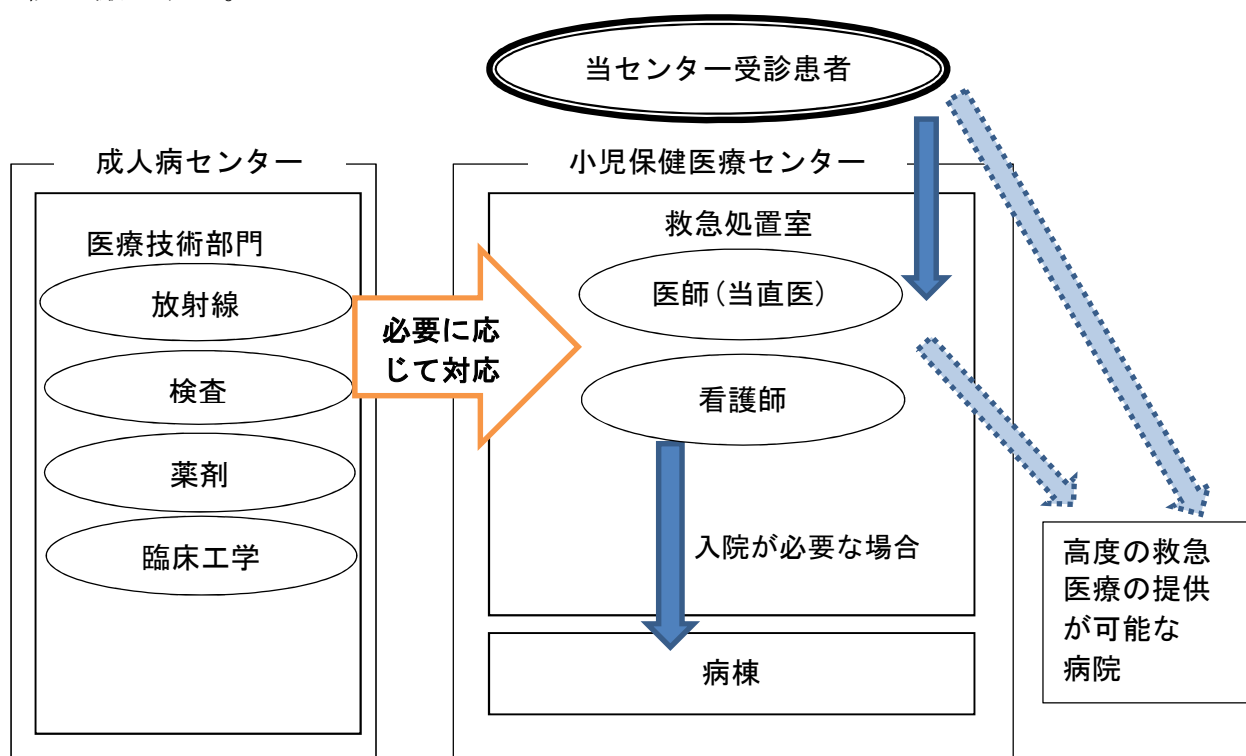 当センター受診患者
成人病センター
医療技術部門
放射線
検査
薬剤
臨床工学
必要に応
じて対応
小児保健医療センター
救急処置室
医師(当直医)
看護師
入院が必要な場合
病棟
高度の救急
医療の提供
が可能な
病院